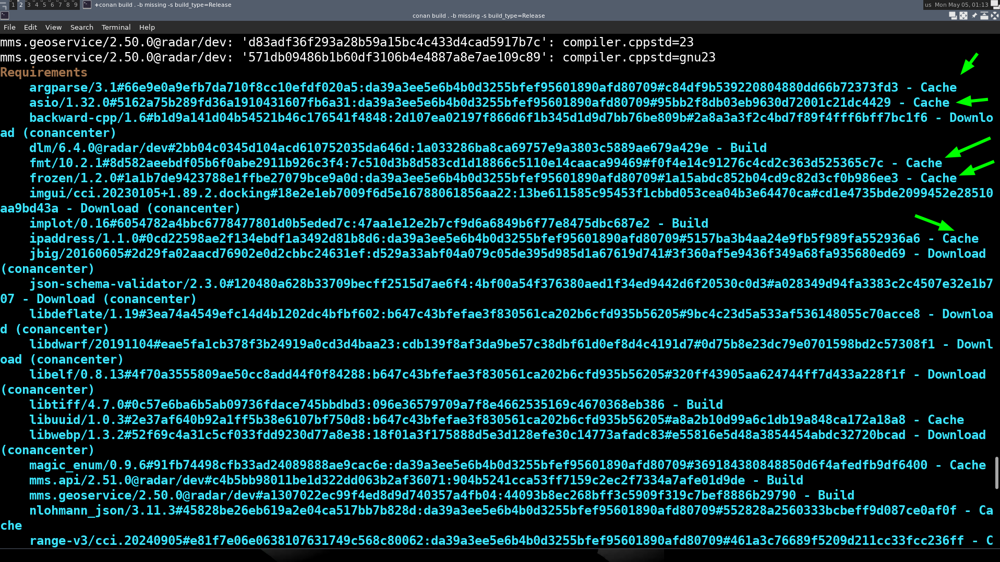 1 2 3 4 5 6 7 8 9 +conan build . -b missing -s build_type=Release us Mon May 05, 01:13
conan build . -b missing -s build_type=Release
File Edit View Search Terminal Help
mms.geoservice/2.50.0@radar/dev: 'd83adf36f293a28b59a15bc4c433d4cad5917b7c': compiler.cppstd=23
mms.geoservice/2.50.0@radar/dev: '571db09486b1b60df3106b4e4887a8e7ae109c89': compiler.cppstd=gnu23
Requirements
argparse/3.1#66e9e0a9efb7da710f8cc10efdf020a5:da39a3ee5e6b4b0d3255bfef95601890afd80709#c84df9b539220804880dd66b72373fd3 - Cache
asio/1.32.0#5162a75b289fd36a1910431607fb6a31:da39a3ee5e6b4b0d3255bfef95601890afd80709#95bb2f8db03eb9630d72001c21dc4429 - Cache
backward-cpp/1.6#b1d9a141d04b54521b46c176541f4848:2d107ea02197f866d6f1b345d1d9d7bb76be809b#2a8a3a3f2c4bd7f89f4fff6bff7bc1f6 - Downlo
ad (conancenter)
dlm/6.4.0@radar/dev#2bb04c0345d104acd610752035da646d:1a033286ba8ca69757e9a3803c5889ae679a429e - Build
fmt/10.2.1#8d582aeebdf05b6f0abe2911b926c3f4:7c510d3b8d583cd1d18866c5110e14caaca99469#f0f4e14c91276c4cd2c363d525365c7c - Cache
frozen/1.2.0#1a1b7de9423788e1ffbe27079bce9a0d:da39a3ee5e6b4b0d3255bfef95601890afd80709#1a15abdc852b04cd9c82d3cf0b986ee3 - Cache
imgui/cci.20230105+1.89.2.docking#18e2e1eb7009f6d5e16788061856aa22:13be611585c95453f1cbbd053cea04b3e64470ca#cd1e4735bde2099452e28510
aa9bd43a - Download (conancenter)
implot/0.16#6054782a4bbc6778477801d0b5eded7c:47aa1e12e2b7cf9d6a6849b6f77e8475dbc687e2 - Build
ipaddress/1.1.0#0cd22598ae2f134ebdf1a3492d81b8d6:da39a3ee5e6b4b0d3255bfef95601890afd80709#5157ba3b4aa24e9fb5f989fa552936a6 - Cache
jbig/20160605#2d29fa02aacd76902e0d2cbbc24631ef:d529a33abf04a079c05de395d985d1a67619d741#3f360af5e9436f349a68fa935680ed69 - Download
(conancenter)
json-schema-validator/2.3.0#120480a628b33709becff2515d7ae6f4:4bf00a54f376380aed1f34ed9442d6f20530c0d3#a028349d94fa3383c2c4507e32e1b7
07 - Download (conancenter)
libdeflate/1.19#3ea74a4549efc14d4b1202dc4bfbf602:b647c43bfefae3f830561ca202b6cfd935b56205#9bc4c23d5a533af536148055c70acce8 - Downloa
d (conancenter)
libdwarf/20191104#eae5fa1cb378f3b24919a0cd3d4baa23:cdb139f8af3da9be57c38dbf61d0ef8d4c4191d7#0d75b8e23dc79e0701598bd2c57308f1 - Downl
oad (conancenter)
libelf/0.8.13#4f70a3555809ae50cc8add44f0f84288:b647c43bfefae3f830561ca202b6cfd935b56205#320ff43905aa624744ff7d433a228f1f - Download
(conancenter)
libtiff/4.7.0#0c57e6ba6b5ab09736fdace745bbdbd3:096e36579709a7f8e4662535169c4670368eb386 - Build
libuuid/1.0.3#2e37af640b92a1ff5b38e6107bf750d8:b647c43bfefae3f830561ca202b6cfd935b56205#a8a2b10d99a6c1db19a848ca172a18a8 - Cache
libwebp/1.3.2#52f69c4a31c5cf033fdd9230d77a8e38:18f01a3f175888d5e3d128efe30c14773afadc83#e55816e5d48a3854454abdc32720bcad - Download
(conancenter)
magic_enum/0.9.6#91fb74498cfb33ad24089888ae9cac6e:da39a3ee5e6b4b0d3255bfef95601890afd80709#369184380848850d6f4afedfb9df6400 - Cache
mms.api/2.51.0@radar/dev#c4b5bb98011be1d322dd063b2af36071:904b5241cca53ff7159c2ec2f7334a7afe01d9de - Build
mms.geoservice/2.50.0@radar/dev#a1307022ec99f4ed8d9d740357a4fb04:44093b8ec268bff3c5909f319c7bef8886b29790 - Build
nlohmann_json/3.11.3#45828be26eb619a2e04ca517bb7b828d:da39a3ee5e6b4b0d3255bfef95601890afd80709#552828a2560333bcbeff9d087ce0af0f - Ca
che
range-v3/cci.20240905#e81f7e06e0638107631749c568c80062:da39a3ee5e6b4b0d3255bfef95601890afd80709#461a3c76689f5209d211cc33fcc236ff - C